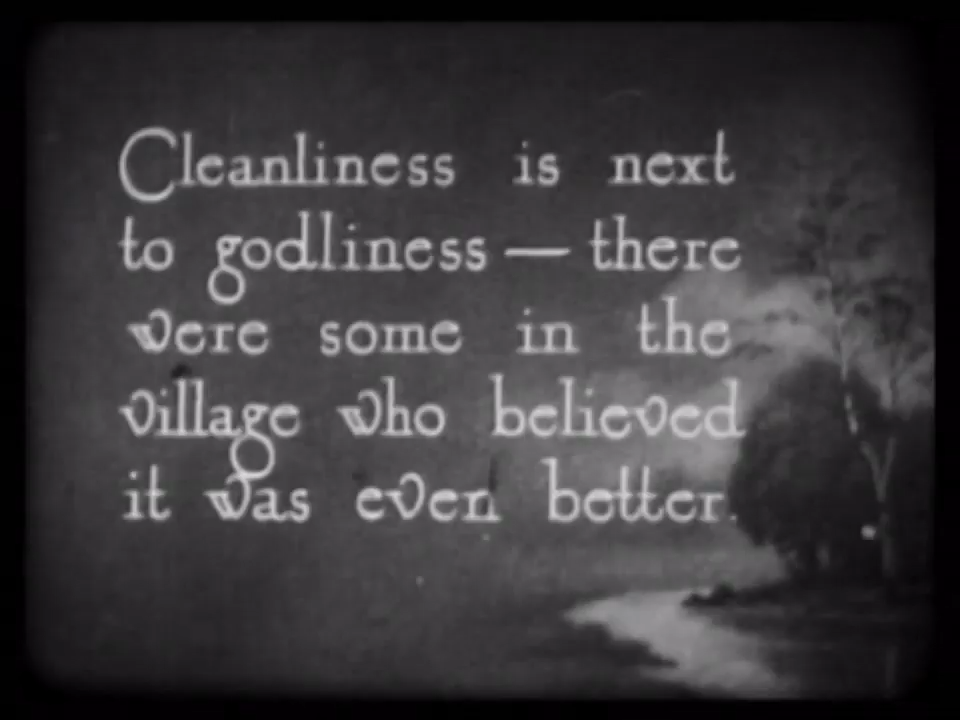 Cleanliness is next
to godliness — there
were some in the
village who believed
it was even better.